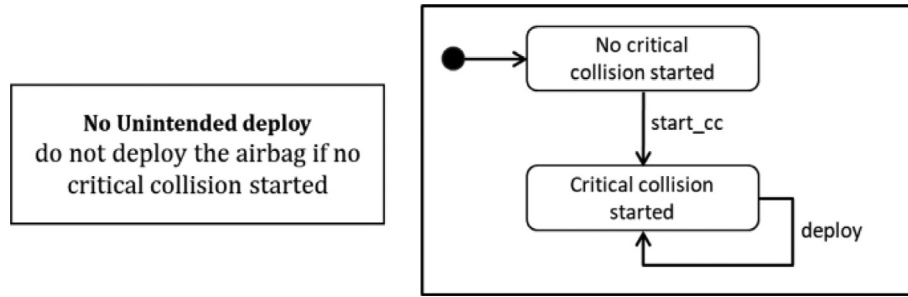 No Unintended deploy
do not deploy the airbag if no
critical collision started
No critical
collision started
start_cc
Critical collision
started
deploy